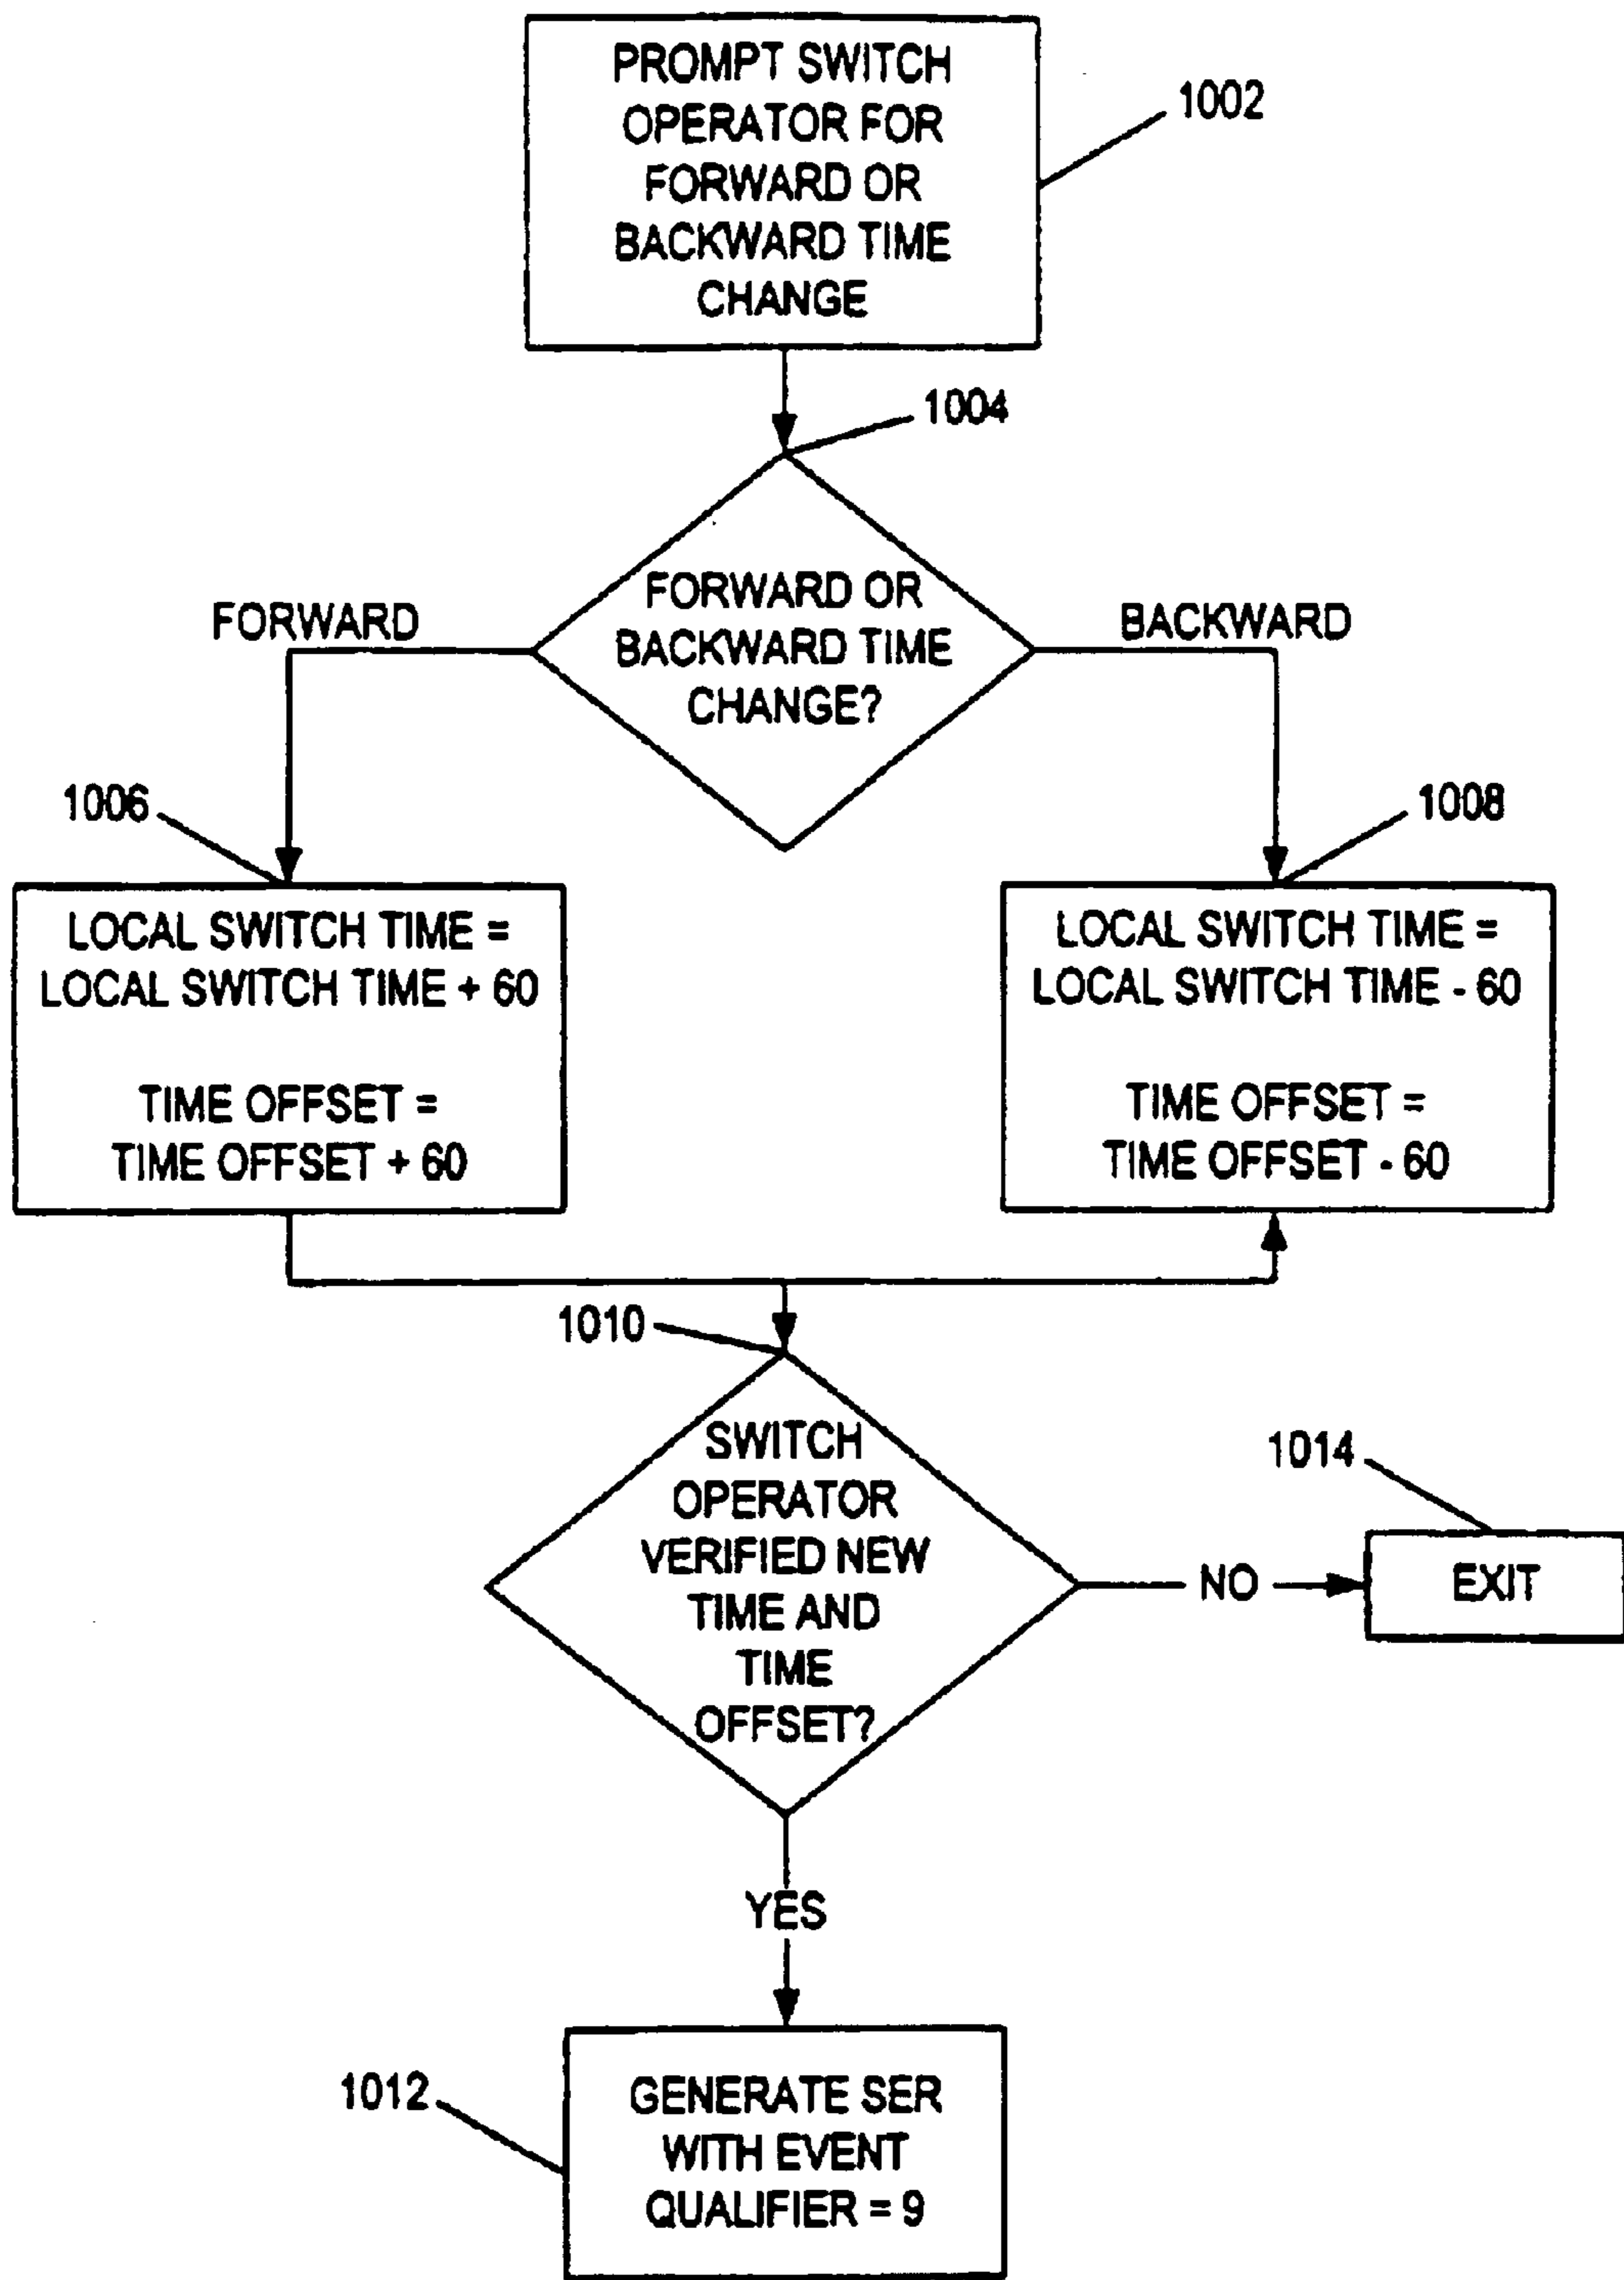 PROMPT SWITCH
OPERATOR FOR
FORWARD OR
BACKWARD TIME
CHANGE
1002
1004
FORWARD OR
BACKWARD TIME
CHANGE?
FORWARD
BACKWARD
1006
1008
LOCAL SWITCH TIME =
LOCAL SWITCH TIME + 60
TIME OFFSET =
TIME OFFSET + 60
LOCAL SWITCH TIME =
LOCAL SWITCH TIME - 60
TIME OFFSET =
TIME OFFSET - 60
1010
SWITCH
OPERATOR
VERIFIED NEW
TIME AND
TIME
OFFSET?
NO
1014
EXIT
YES
1012
GENERATE SER
WITH EVENT
QUALIFIER = 9